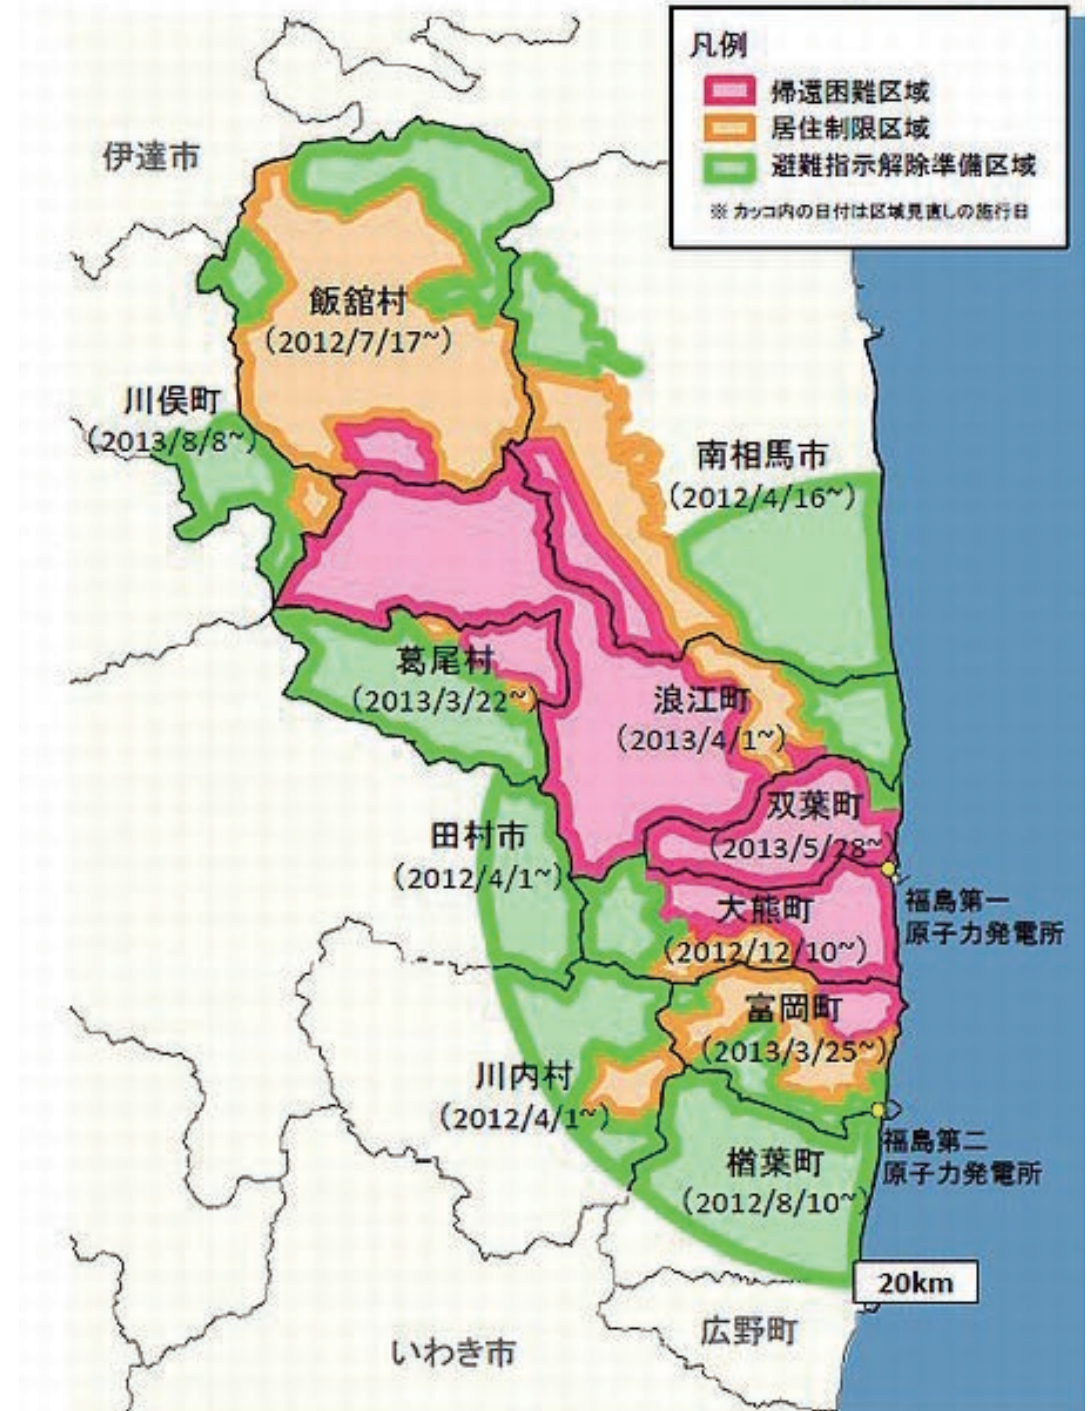 凡例
帰還困難区域
居住制限区域
避難指示解除準備区域
※ カッコ内の日付は区域見直しの施行日
伊達市
飯舘村
(2012/7/17~)
川俣町
(2013/8/8~)
南相馬市
(2012/4/16~)
葛尾村
(2013/3/22~)
浪江町
(2013/4/1~)
双葉町
(2013/5/28~)
田村市
(2012/4/1~)
大熊町
(2012/12/10~)
福島第一
原子力発電所
富岡町
(2013/3/25~)
川内村
(2012/4/1~)
福島第二
原子力発電所
楢葉町
(2012/8/10~)
20km
広野町
いわき市